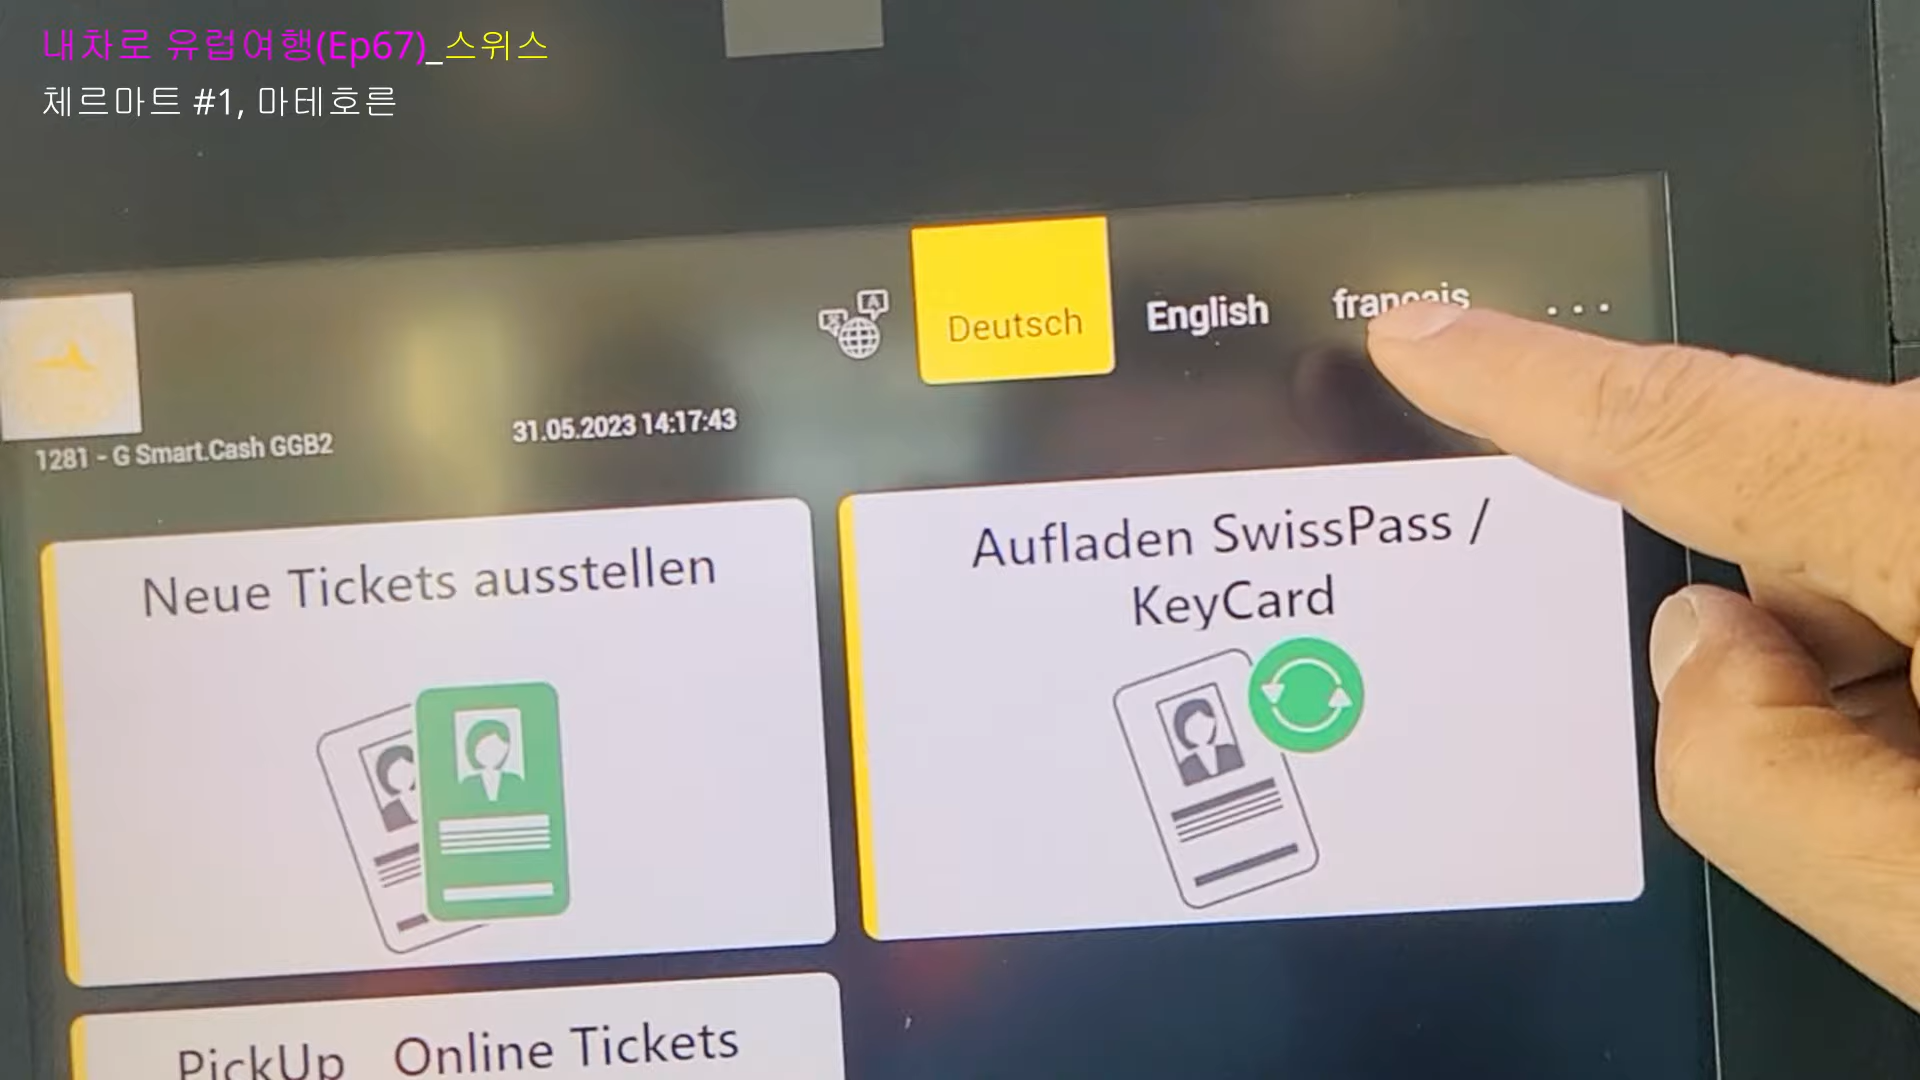 내차로 유럽여행(Ep67)_스위스
체르마트 #1, 마테호른
Deutsch English français ...
1281 - G Smart.Cash GGB2
31.05.2023 14:17:43
Neue Tickets ausstellen
Aufladen SwissPass /
KeyCard
PickUp Online Tickets